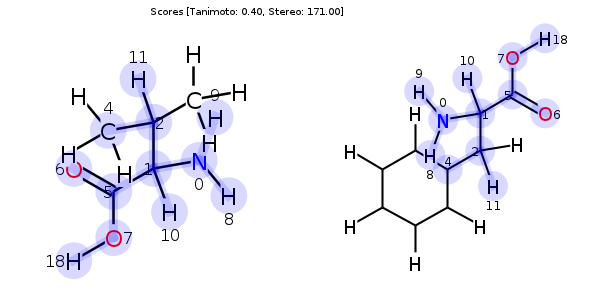 Scores [Tanimoto: 0.40, Stereo: 171.00]
H
11
H
H C 9 H
4
C 2 H
H
H
6 O 1 N
H
5 0
H
H 8
10
O 7
18 H
H 18
7 O
10
9 H
H 5
0
N 1 O 6
H
H H 4 2 H
8
H
11
H H
H